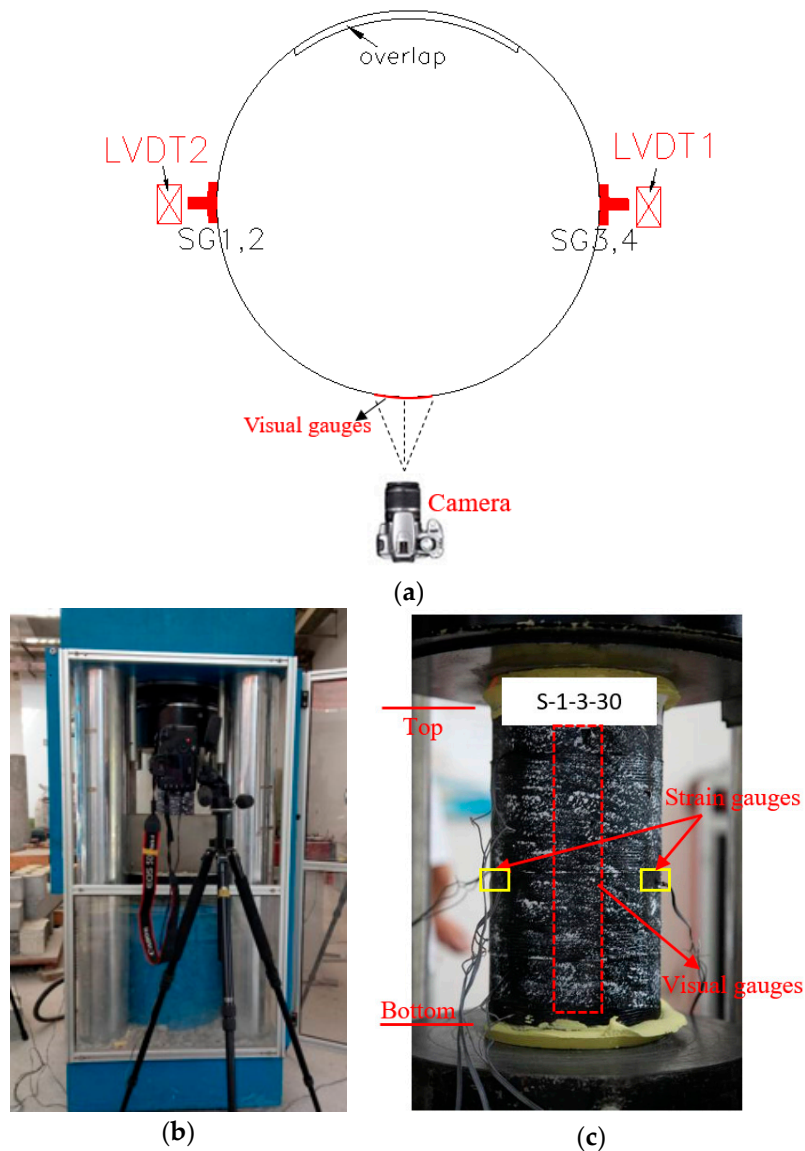 overlap
LVDT2
LVDT1
SG1,2
SG3,4
Visual gauges
Camera
(a)
S-1-3-30
Top
Strain gauges
Visual gauges
Bottom
(b)
(c)